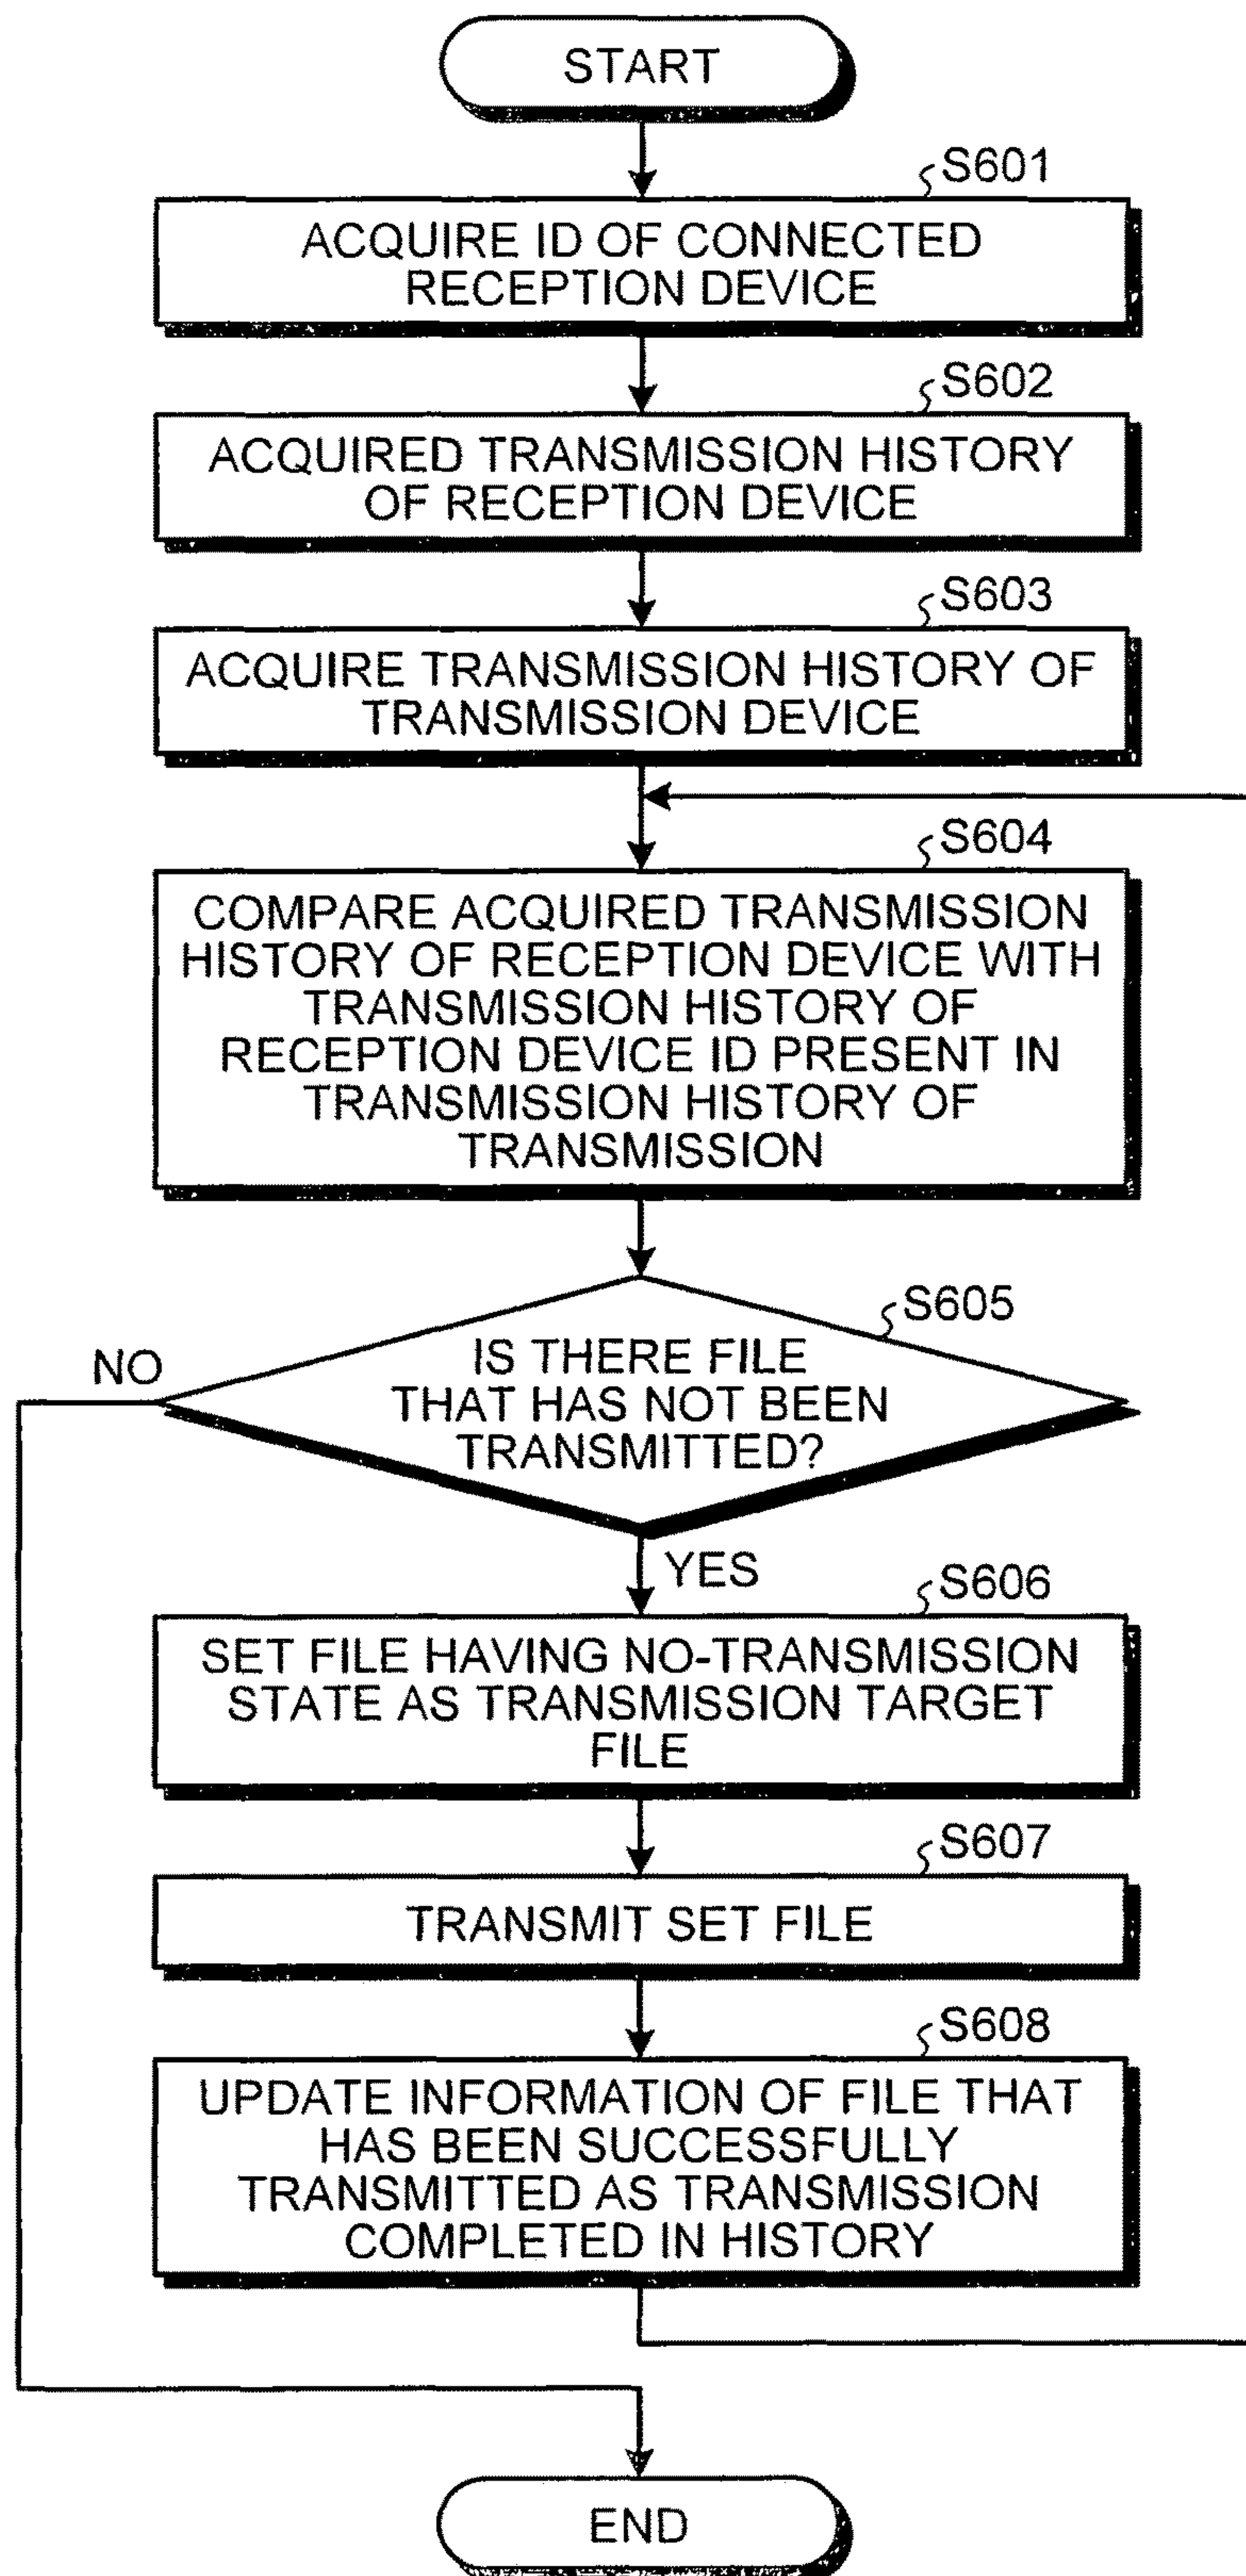 START
S601
ACQUIRE ID OF CONNECTED
RECEPTION DEVICE
S602
ACQUIRED TRANSMISSION HISTORY
OF RECEPTION DEVICE
S603
ACQUIRE TRANSMISSION HISTORY OF
TRANSMISSION DEVICE
S604
COMPARE ACQUIRED TRANSMISSION
HISTORY OF RECEPTION DEVICE WITH
TRANSMISSION HISTORY OF
RECEPTION DEVICE ID PRESENT IN
TRANSMISSION HISTORY OF
TRANSMISSION
S605
IS THERE FILE
THAT HAS NOT BEEN
TRANSMITTED?
NO
YES
S606
SET FILE HAVING NO-TRANSMISSION
STATE AS TRANSMISSION TARGET
FILE
S607
TRANSMIT SET FILE
S608
UPDATE INFORMATION OF FILE THAT
HAS BEEN SUCCESSFULLY
TRANSMITTED AS TRANSMISSION
COMPLETED IN HISTORY
END